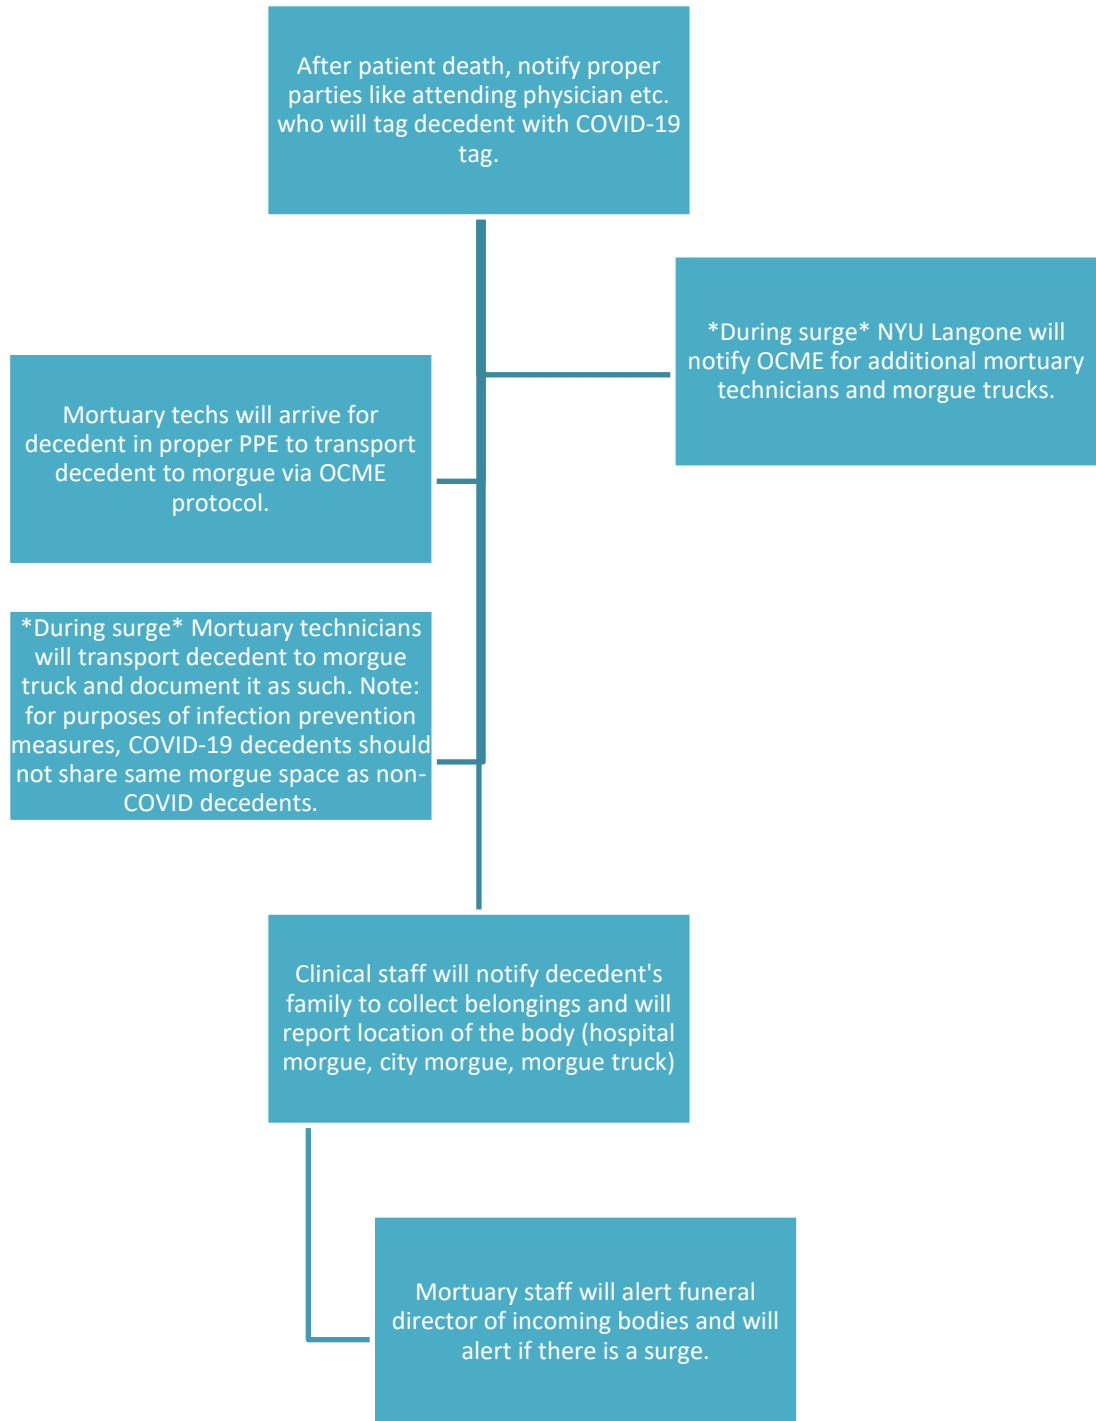 After patient death, notify proper
parties like attending physician etc.
who will tag decedent with COVID-19
tag.
*During surge* NYU Langone will
notify OCME for additional mortuary
technicians and morgue trucks.
Mortuary techs will arrive for
decedent in proper PPE to transport
decedent to morgue via OCME
protocol.
*During surge* Mortuary technicians
will transport decedent to morgue
truck and document it as such. Note:
for purposes of infection prevention
measures, COVID-19 decedents should
not share same morgue space as non-
COVID decedents.
Clinical staff will notify decedent's
family to collect belongings and will
report location of the body (hospital
morgue, city morgue, morgue truck)
Mortuary staff will alert funeral
director of incoming bodies and will
alert if there is a surge.